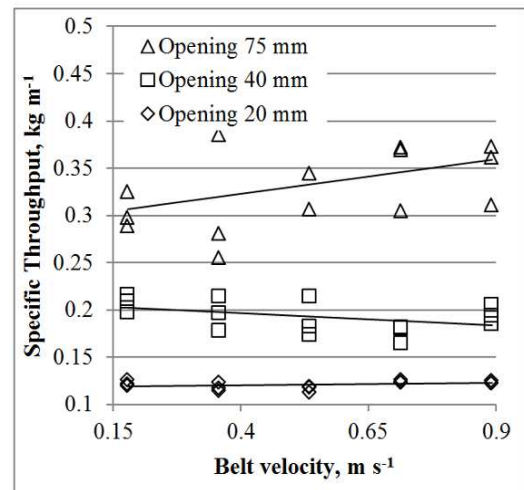 0.5
0.45
0.4
0.35
0.3
0.25
0.2
0.15
0.1
Specific Throughput, kg m⁻¹
Opening 75 mm
Opening 40 mm
Opening 20 mm
0.15 0.4 0.65 0.9
Belt velocity, m s⁻¹